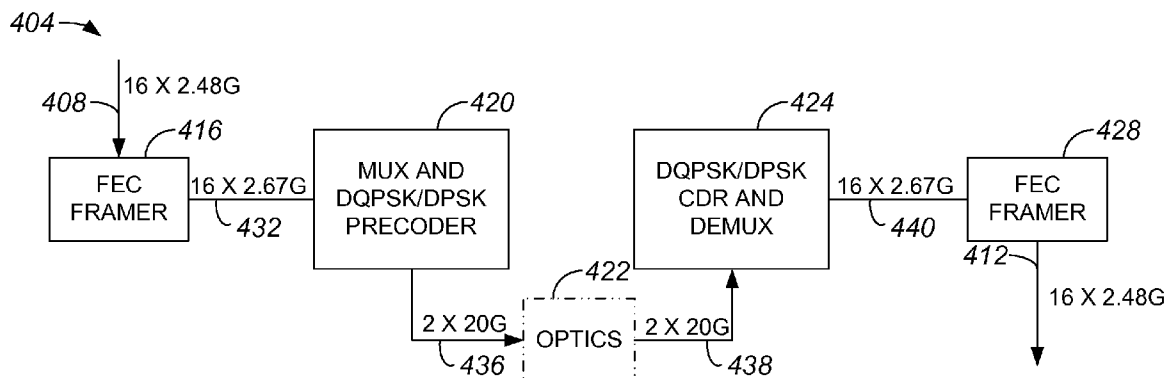 404
16 X 2.48G
408
416
FEC
FRAMER
16 X 2.67G
432
420
MUX AND
DQPSK/DPSK
PRECODER
2 X 20G
436
422
OPTICS
2 X 20G
438
424
DQPSK/DPSK
CDR AND
DEMUX
16 X 2.67G
440
428
FEC
FRAMER
412
16 X 2.48G